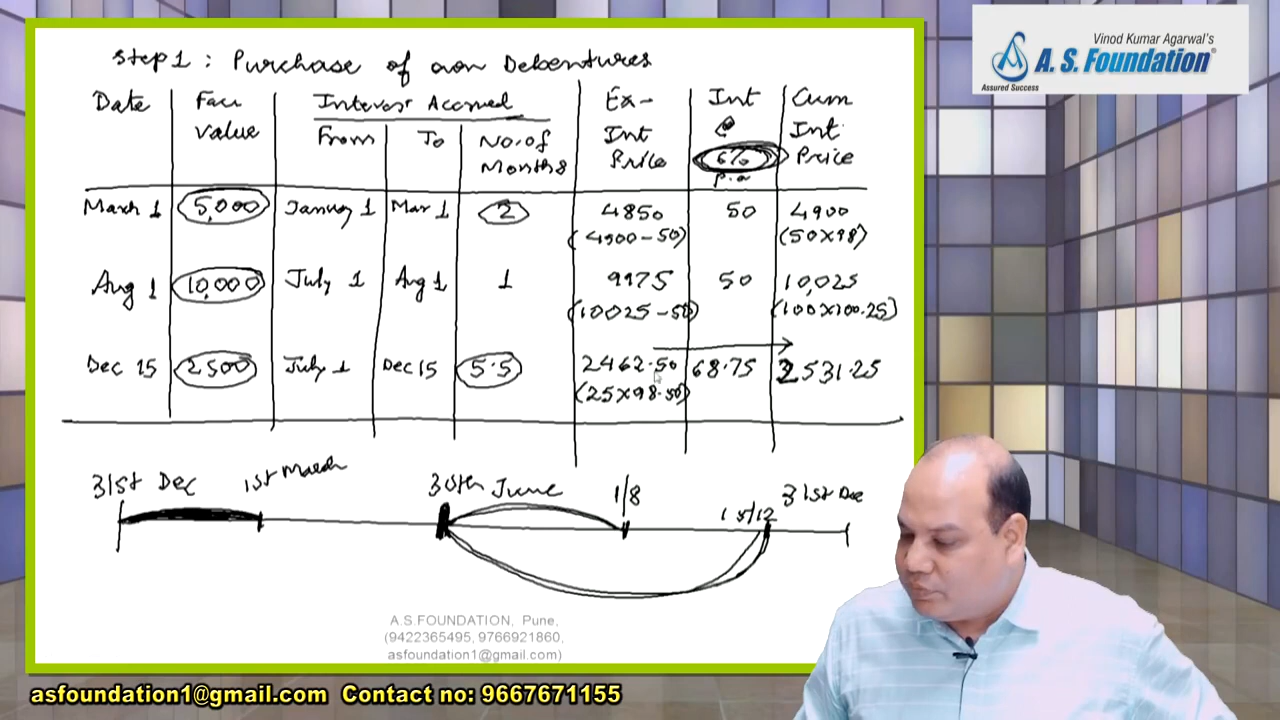 Vinod Kumar Agarwal's
A. S. Foundation®
Assured Success
Step 1 : Purchase of own Debentures
Date | Face Value | Interest Accrued | Ex-Int Price | Int @ 6% p.a | Cum Int. Price
From | To | No. of Months
March 1 | 5,000 | January 1 | Mar 1 | 2 | 4850 | 50 | 4900
(4900-50) (50x98)
Aug 1 | 10,000 | July 1 | Aug 1 | 1 | 9975 | 50 | 10,025
(10025-50) (100x100.25)
Dec 15 | 2500 | July 1 | Dec 15 | 5.5 | 2462.50 | 68.75 | 2531.25
(25x98.50)
31st Dec 1st March 30th June 1/8 15/12 31st Dec
A.S.FOUNDATION, Pune,
(9422365495, 9766921860,
asfoundation1@gmail.com)
asfoundation1@gmail.com Contact no: 9667671155